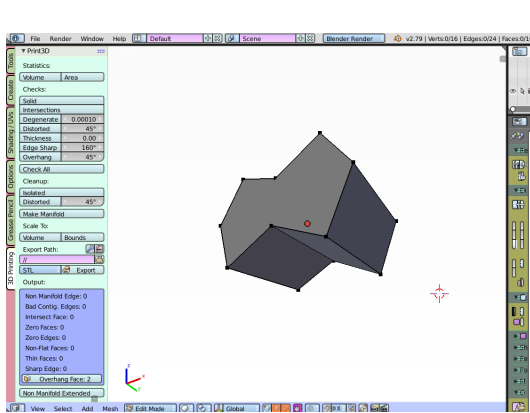 File Render Window Help Default Scene Blender Render v2.79 | Verts:0/16 | Edges:0/24 | Faces:0/1
Print3D
Statistics:
Volume Area
Checks:
Solid
Intersections
Degenerate 0.00010
Distorted 45°
Thickness 0.00
Edge Sharp 160°
Overhang 45°
Check All
Cleanup:
Isolated
Distorted 45°
Make Manifold
Scale To:
Volume Bounds
Export Path:
//
STL Export
Output:
Non Manifold Edge: 0
Bad Contig. Edges: 0
Intersect Face: 0
Zero Faces: 0
Zero Edges: 0
Non-Flat Faces: 0
Thin Faces: 0
Sharp Edge: 0
Overhang Face: 2
Non Manifold Extended
Tools
Create
Shading / UVs
Options
Grease Pencil
3D Printing
z
x
y
View Select Add Mesh Edit Mode Global